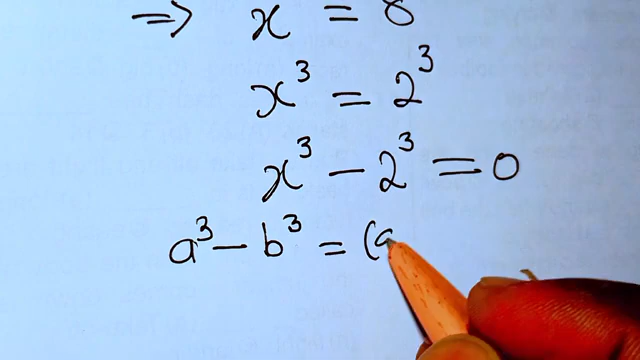 ⇒ x = 8
x³ = 2³
x³ − 2³ = 0
a³ − b³ = (a